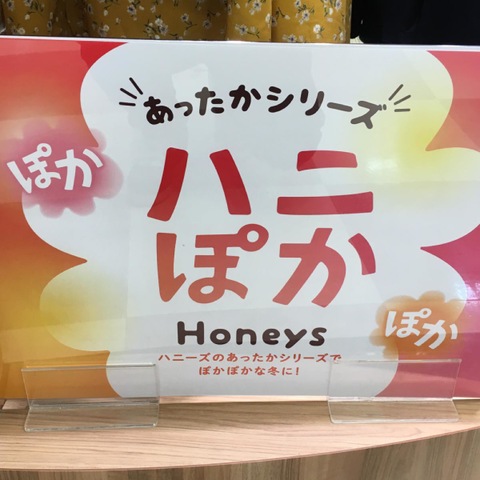 あったかシリーズ
ぽか
ハニ
ぽか
ぽか
Honeys
ハニーズのあったかシリーズで
ぽかぽかな冬に!